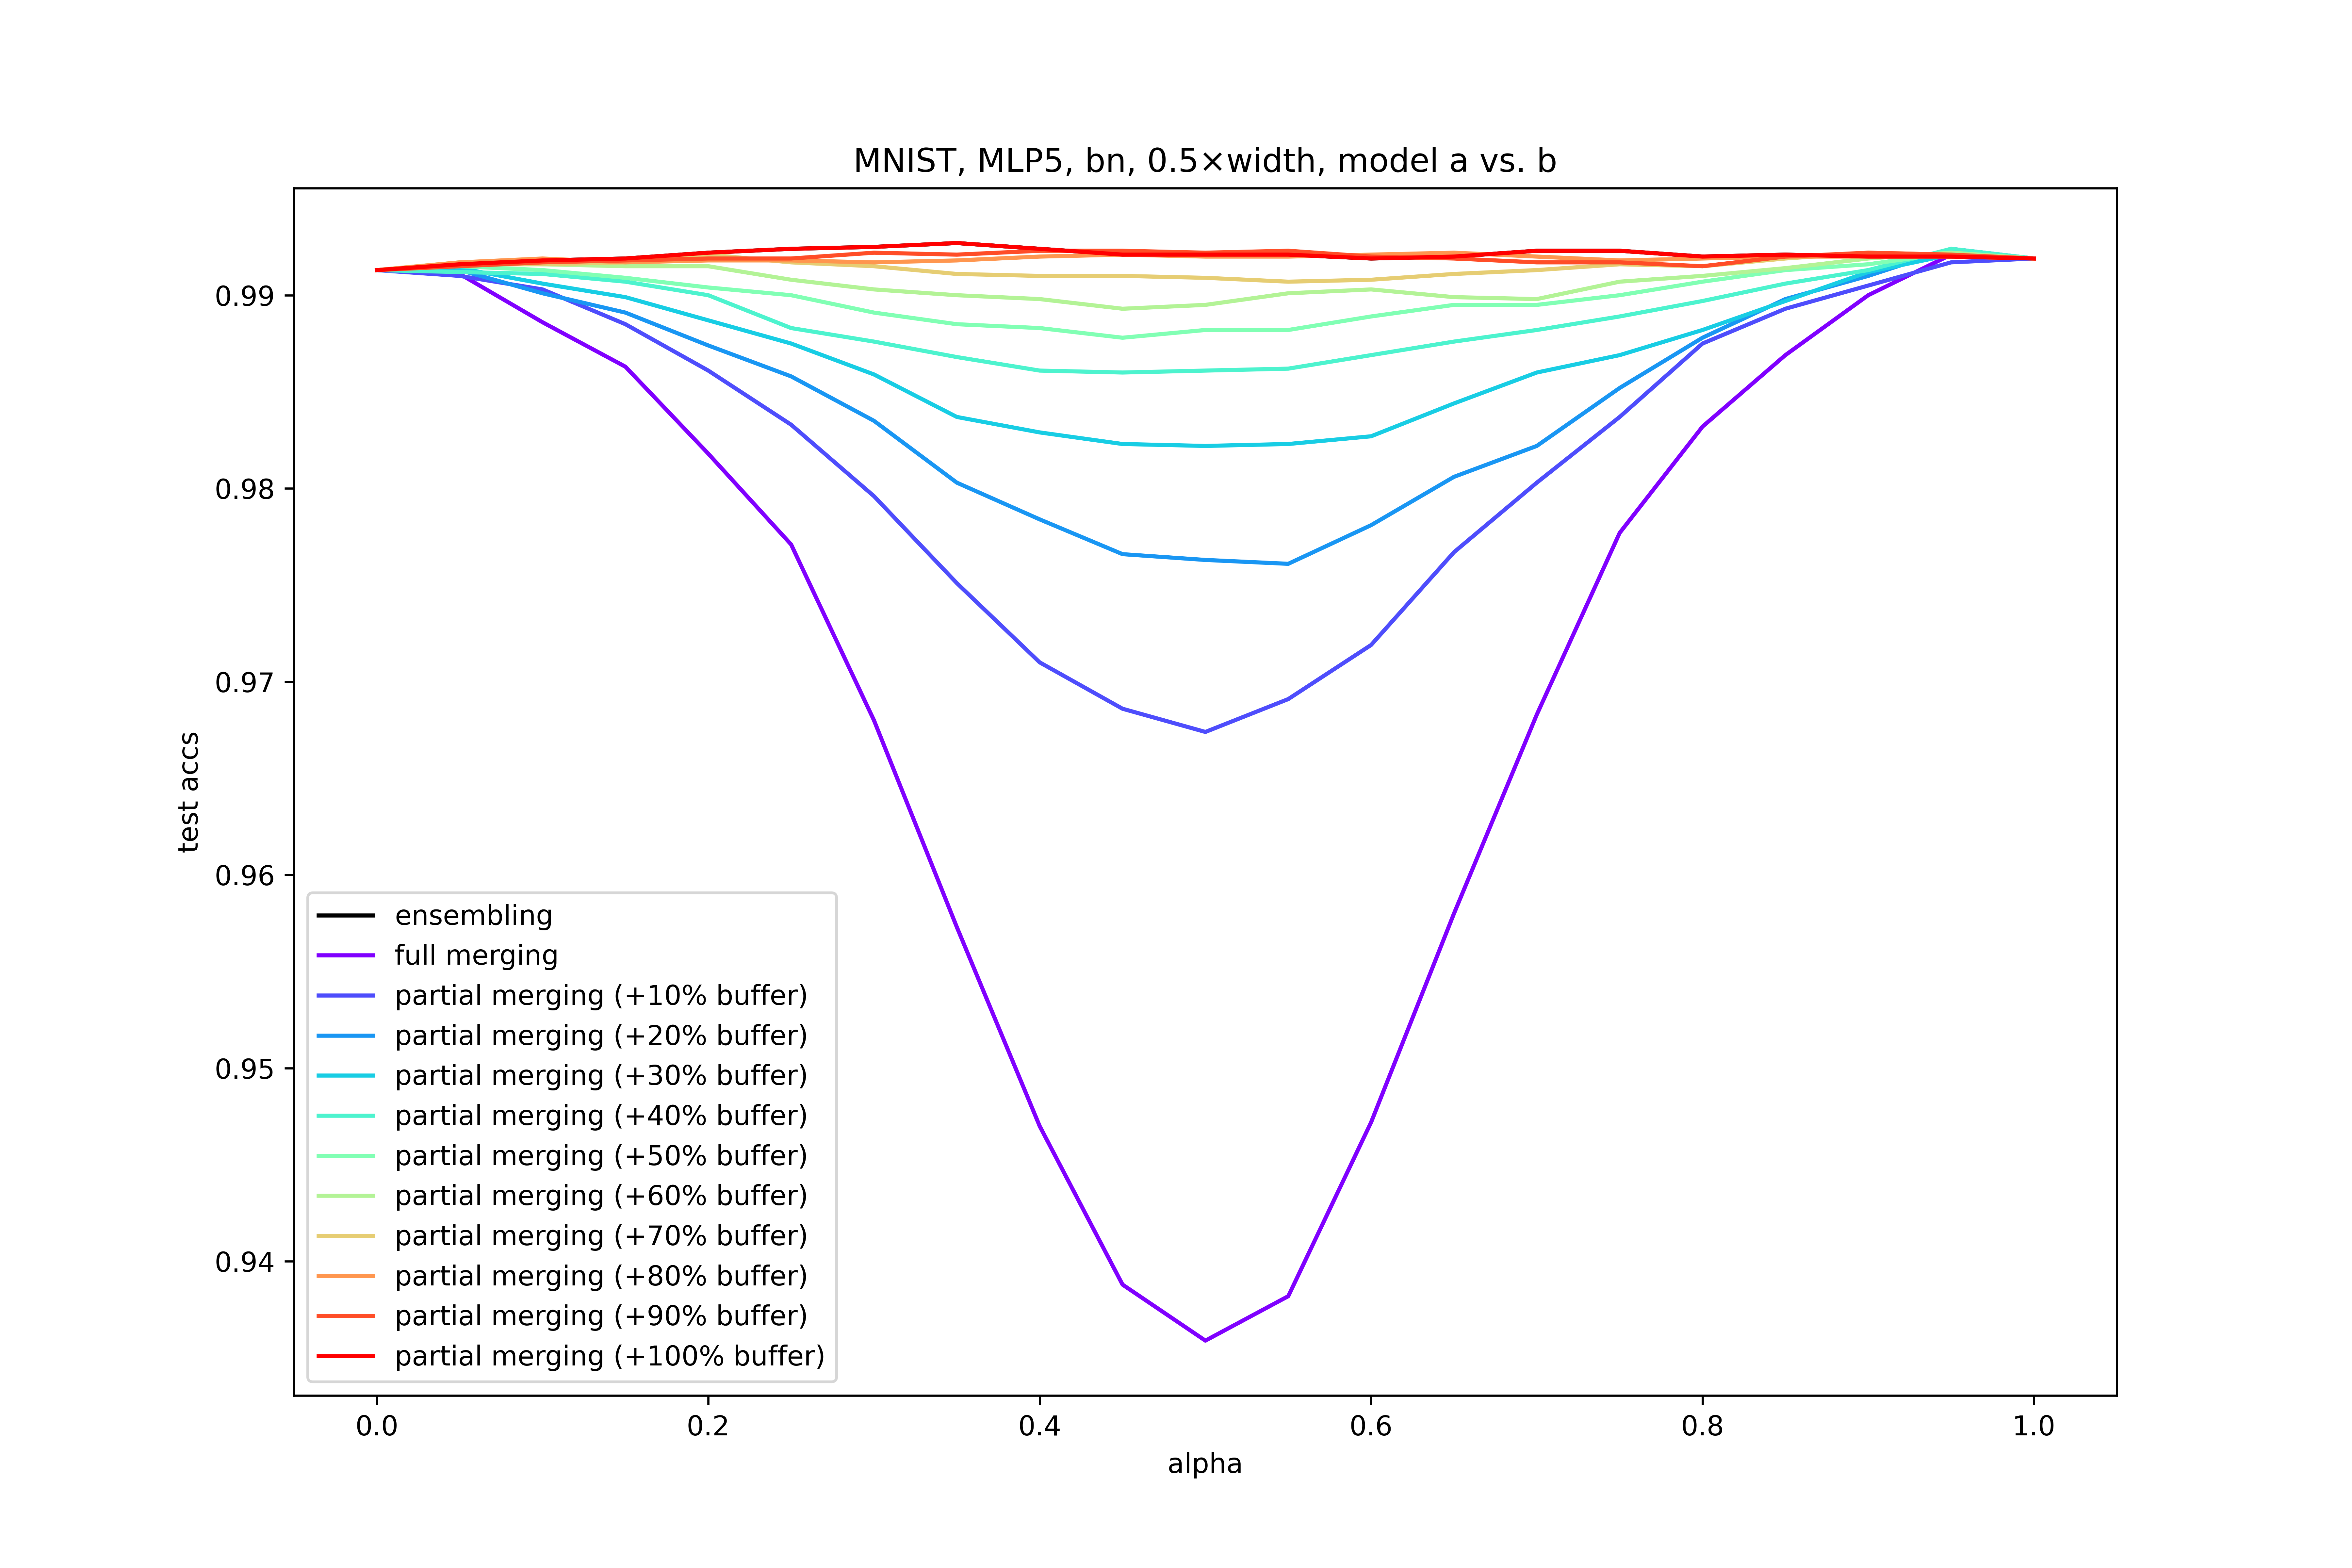 MNIST, MLP5, bn, 0.5×width, model a vs. b
0.99
0.98
0.97
0.96
0.95
0.94
test accs
ensembling
full merging
partial merging (+10% buffer)
partial merging (+20% buffer)
partial merging (+30% buffer)
partial merging (+40% buffer)
partial merging (+50% buffer)
partial merging (+60% buffer)
partial merging (+70% buffer)
partial merging (+80% buffer)
partial merging (+90% buffer)
partial merging (+100% buffer)
0.0 0.2 0.4 0.6 0.8 1.0
alpha